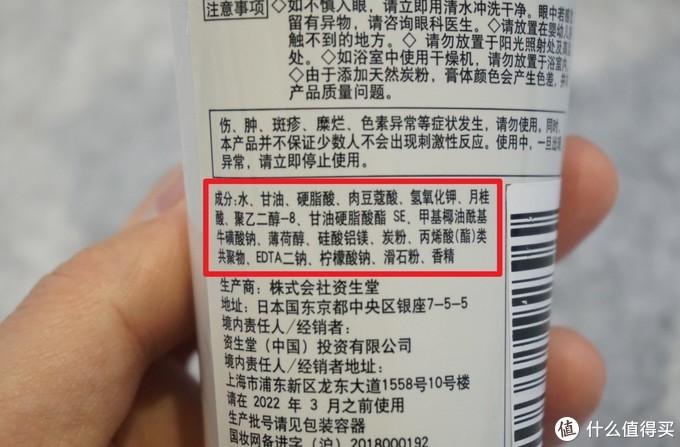 注意事项
◇如不慎入眼,请立即用清水冲洗干净。眼中若
留有异物,请咨询眼科医生。◇请放置在婴幼儿
触不到的地方。◇ 请勿放置于阳光照射处及高
◇。◇如浴室中使用干燥机,请勿放置于浴室内。
◇由于添加天然炭粉,膏体颜色会产生色差,并
产品质量问题。
伤、肿、斑疹、糜烂、色素异常等症状发生,请勿使用。同时,
本产品并不保证少数人不会出现刺激性反应。使用中,一旦出现
异常,请立即停止使用。
成分:水、甘油、硬脂酸、肉豆蔻酸、氢氧化钾、月桂
酸、聚乙二醇-8、甘油硬脂酸酯 SE、甲基椰油酰基
牛磺酸钠、薄荷醇、硅酸铝镁、炭粉、丙烯酸(酯)类
共聚物、EDTA二钠、柠檬酸钠、滑石粉、香精
生产商:株式会社资生堂
地址:日本国东京都中央区银座7-5-5
境内责任人/经销者:
资生堂(中国)投资有限公司
境内责任人/经销者地址:
上海市浦东新区龙东大道1558号10号楼
请在 2022 年 3 月之前使用
生产批号请见包装容器
国妆网备进字(沪)2018000192
值 什么值得买